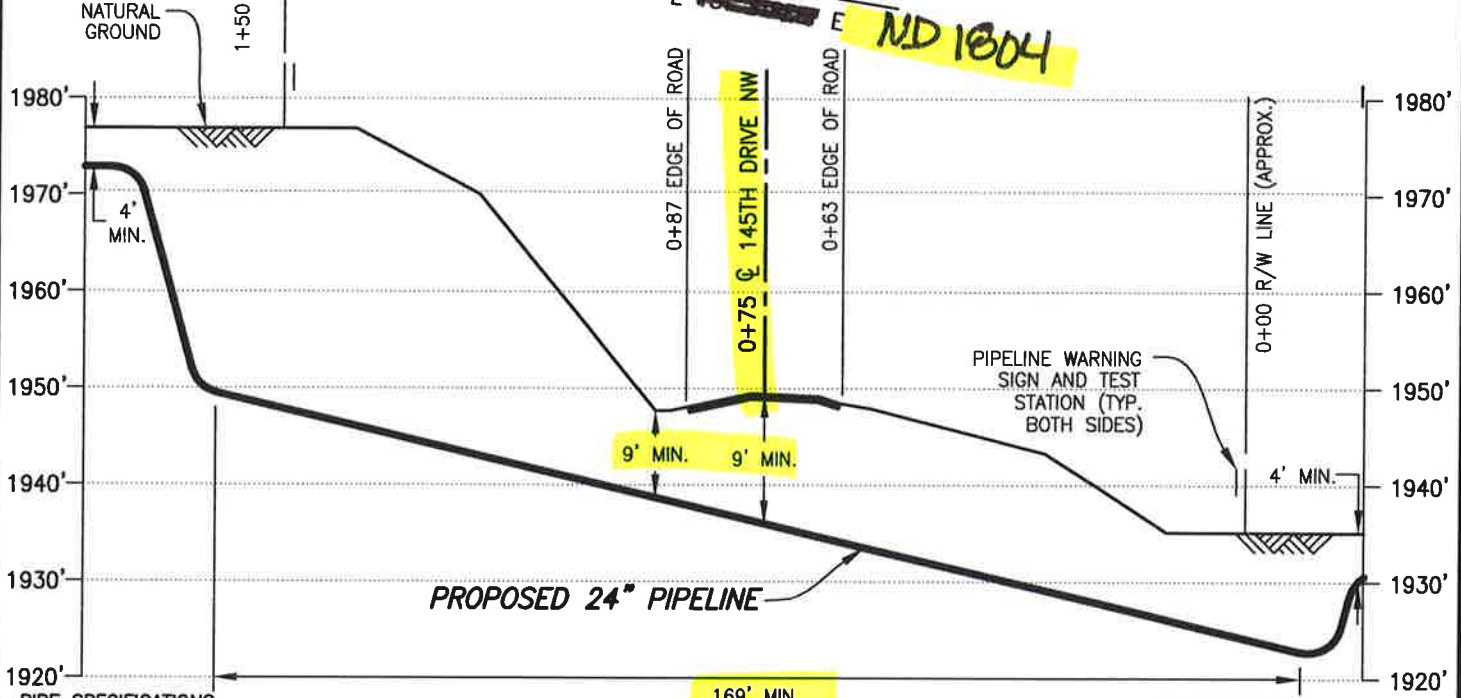 NATURAL
GROUND
1+50
E
ND 1804
0+87 EDGE OF ROAD
0+75 ℄ 145TH DRIVE NW
0+63 EDGE OF ROAD
0+00 R/W LINE (APPROX.)
1980'
1980'
1970'
1970'
4'
MIN.
1960'
1960'
PIPELINE WARNING
SIGN AND TEST
STATION (TYP.
BOTH SIDES)
1950'
1950'
9' MIN.
9' MIN.
4' MIN.
1940'
1940'
1930'
1930'
PROPOSED 24" PIPELINE
1920'
1920'
169' MIN.
PIPE SPECIFICATIONS